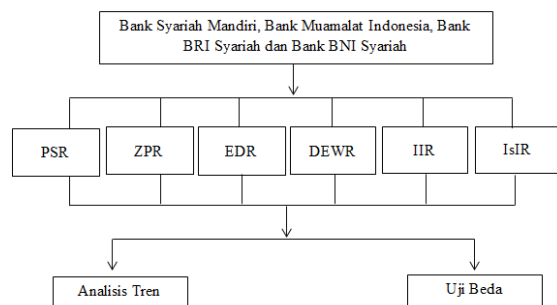 Bank Syariah Mandiri, Bank Muamalat Indonesia, Bank
BRI Syariah dan Bank BNI Syariah
PSR
ZPR
EDR
DEWR
IIR
IsIR
Analisis Tren
Uji Beda